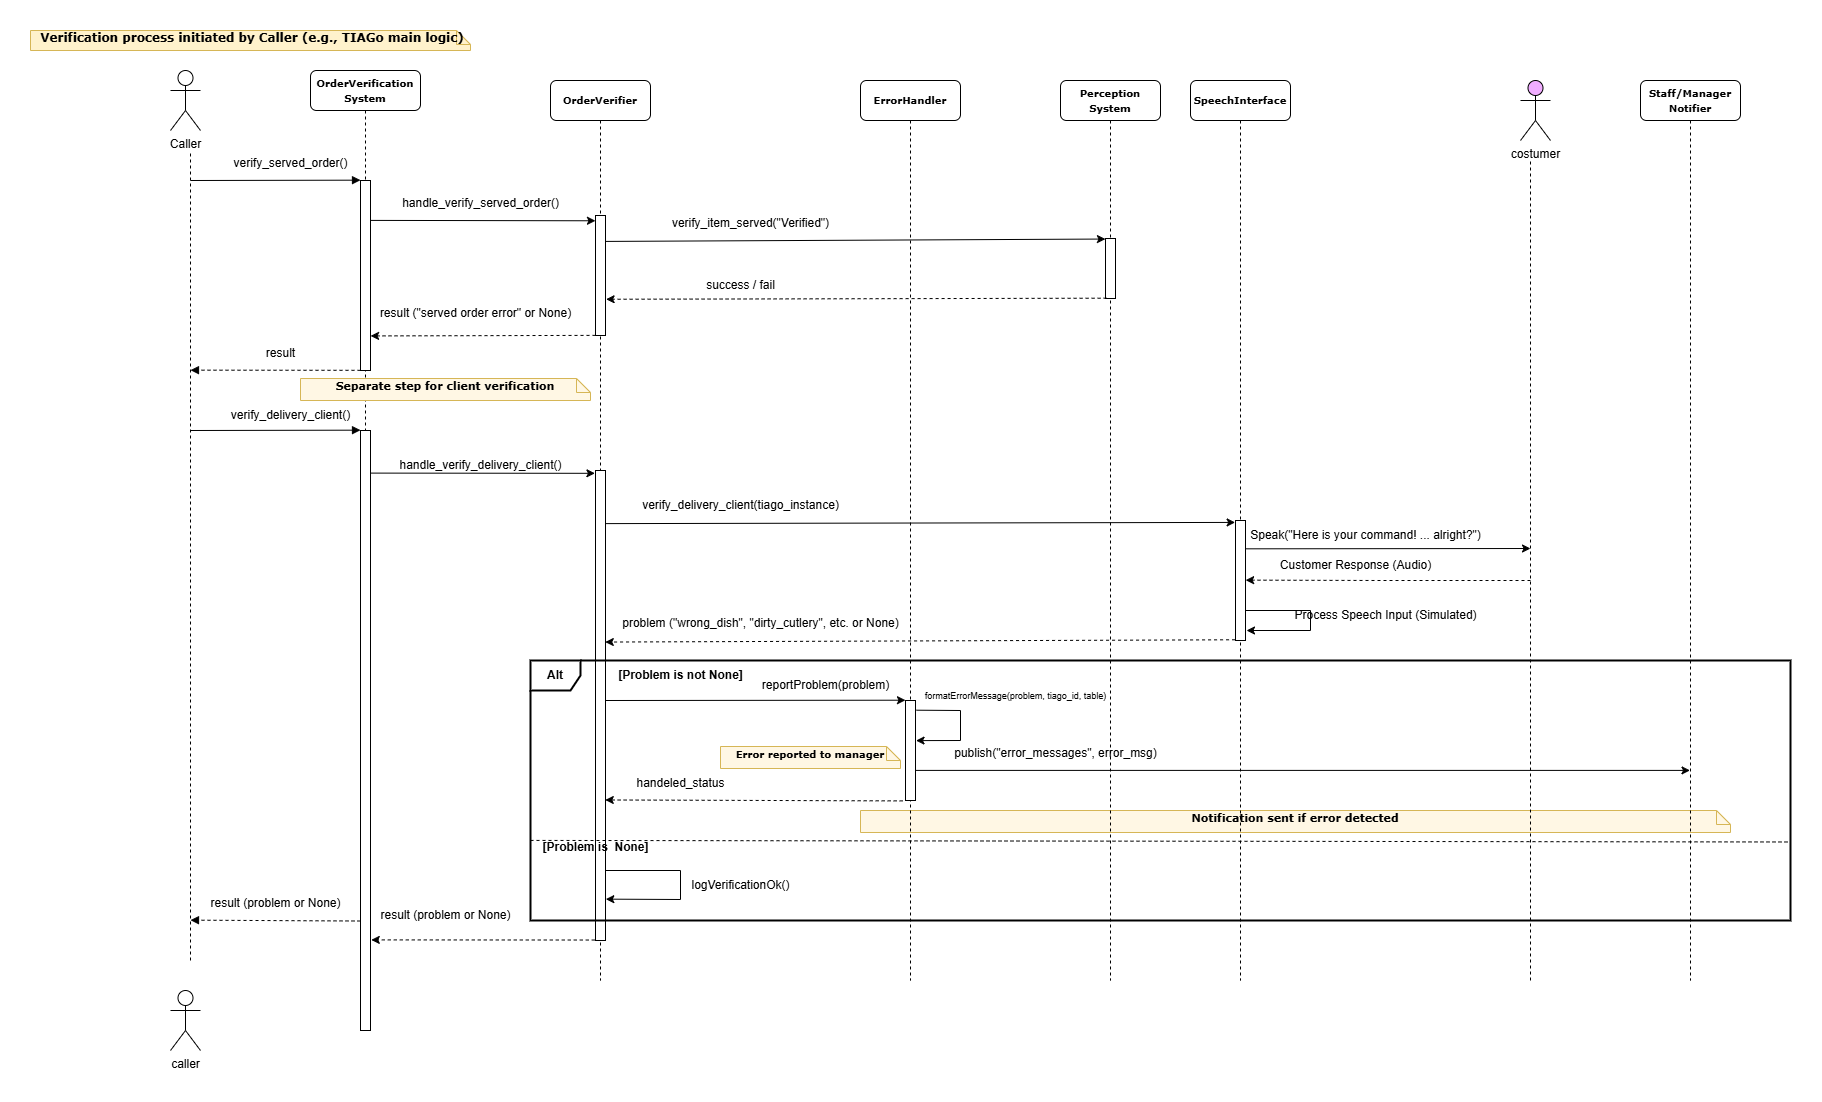 Verification process initiated by Caller (e.g., TIAGo main logic)
OrderVerification
System
OrderVerifier
ErrorHandler
Perception
System
SpeechInterface
Staff/Manager
Notifier
Caller
costumer
verify_served_order()
handle_verify_served_order()
verify_item_served("Verified")
success / fail
result ("served order error" or None)
result
Separate step for client verification
verify_delivery_client()
handle_verify_delivery_client()
verify_delivery_client(tiago_instance)
Speak("Here is your command! ... alright?")
Customer Response (Audio)
Process Speech Input (Simulated)
problem ("wrong_dish", "dirty_cutlery", etc. or None)
Alt
[Problem is not None]
reportProblem(problem)
formatErrorMessage(problem, tiago_id, table)
Error reported to manager
publish("error_messages", error_msg)
handeled_status
Notification sent if error detected
[Problem is  None]
logVerificationOk()
result (problem or None)
result (problem or None)
caller